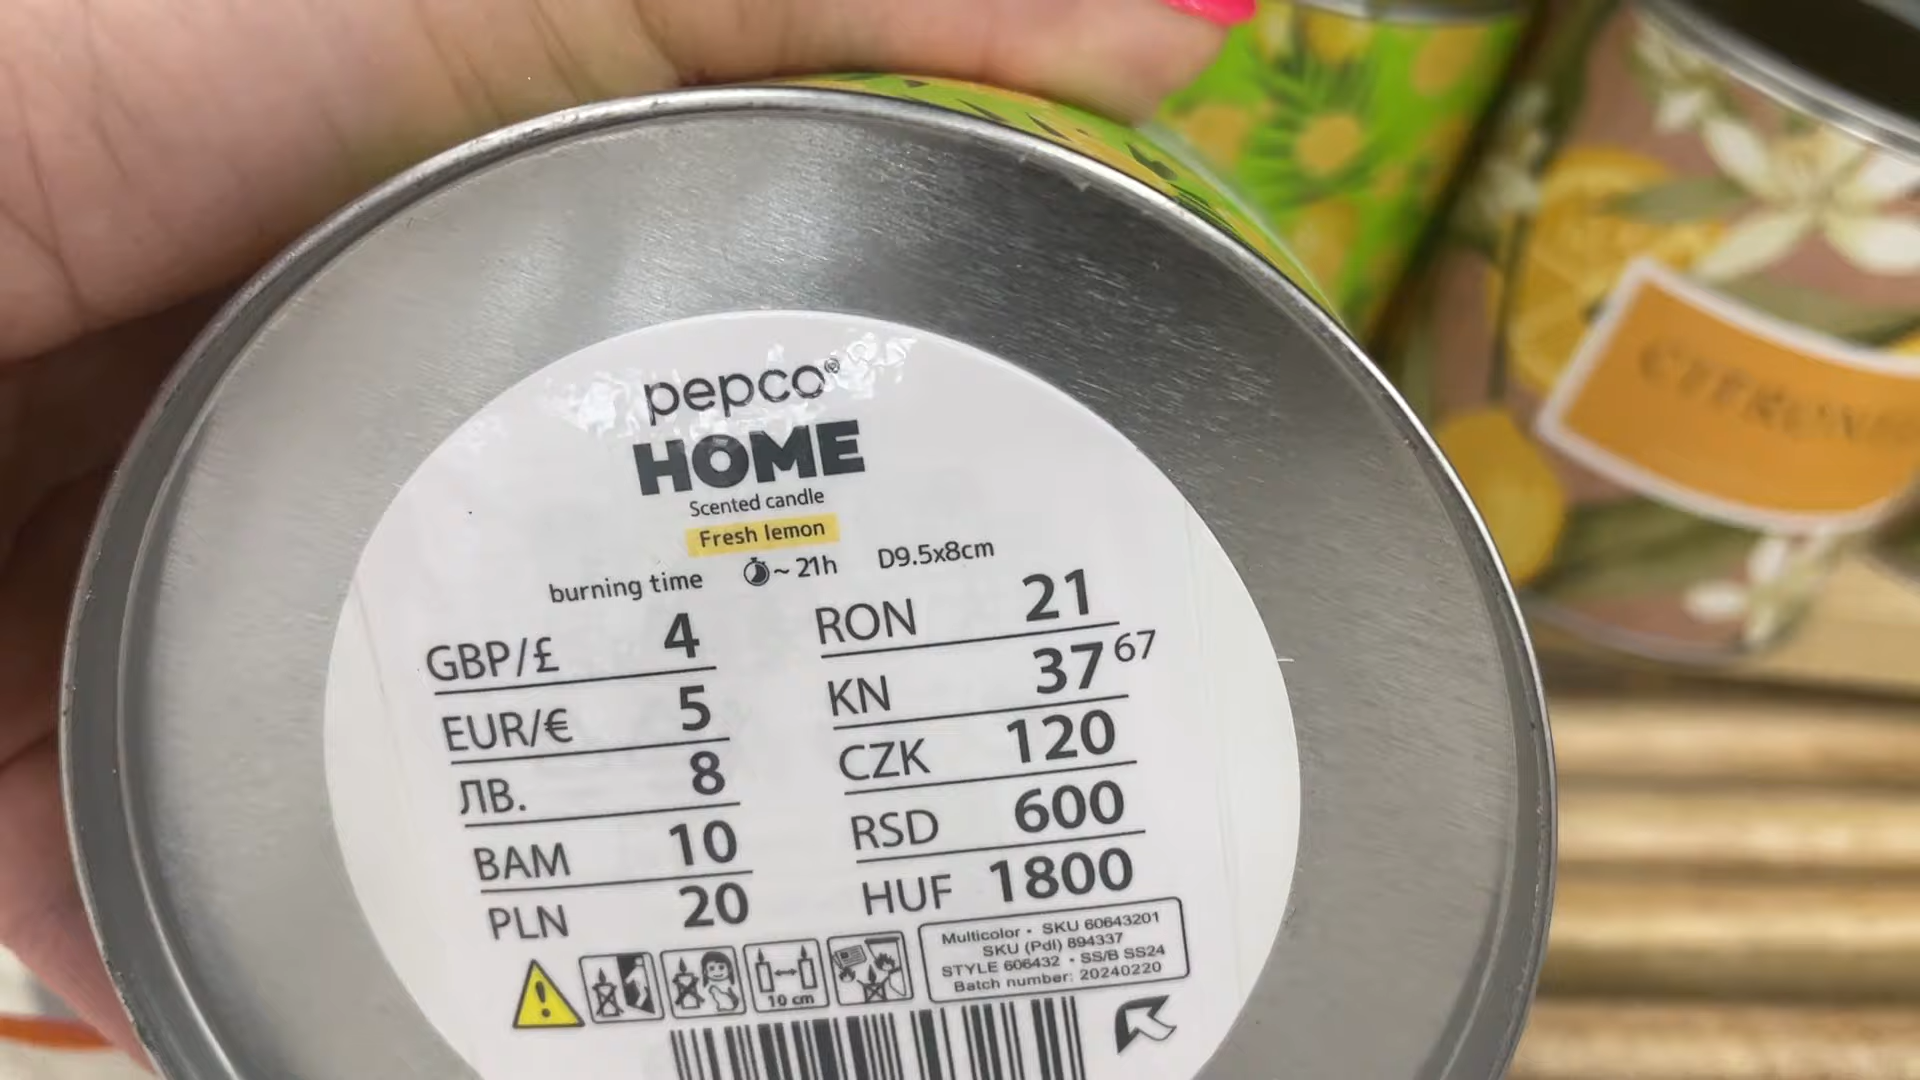 pepco®
HOME
Scented candle
Fresh lemon
burning time ~ 21h D9.5x8cm
GBP/£ 4
EUR/€ 5
ЛВ. 8
BAM 10
PLN 20
RON 21
KN 37 67
CZK 120
RSD 600
HUF 1800
10 cm
Multicolor • SKU 60643201
SKU (Pdl) 894337
STYLE 606432 • SS/B SS24
Batch number: 20240220